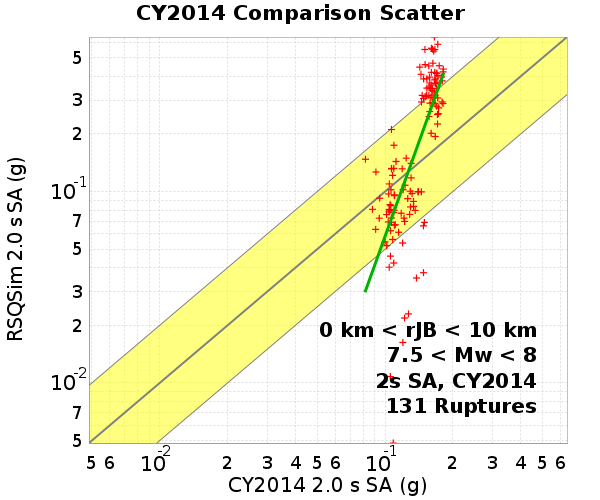 CY2014 Comparison Scatter
RSQSim 2.0 s SA (g)
5
3
2
10-1
7
5
3
2
10-2
7
5
0 km < rJB < 10 km
7.5 < Mw < 8
2s SA, CY2014
131 Ruptures
5 6 10-2 2 3 4 5 6 10-1 2 3 4 5 6
CY2014 2.0 s SA (g)